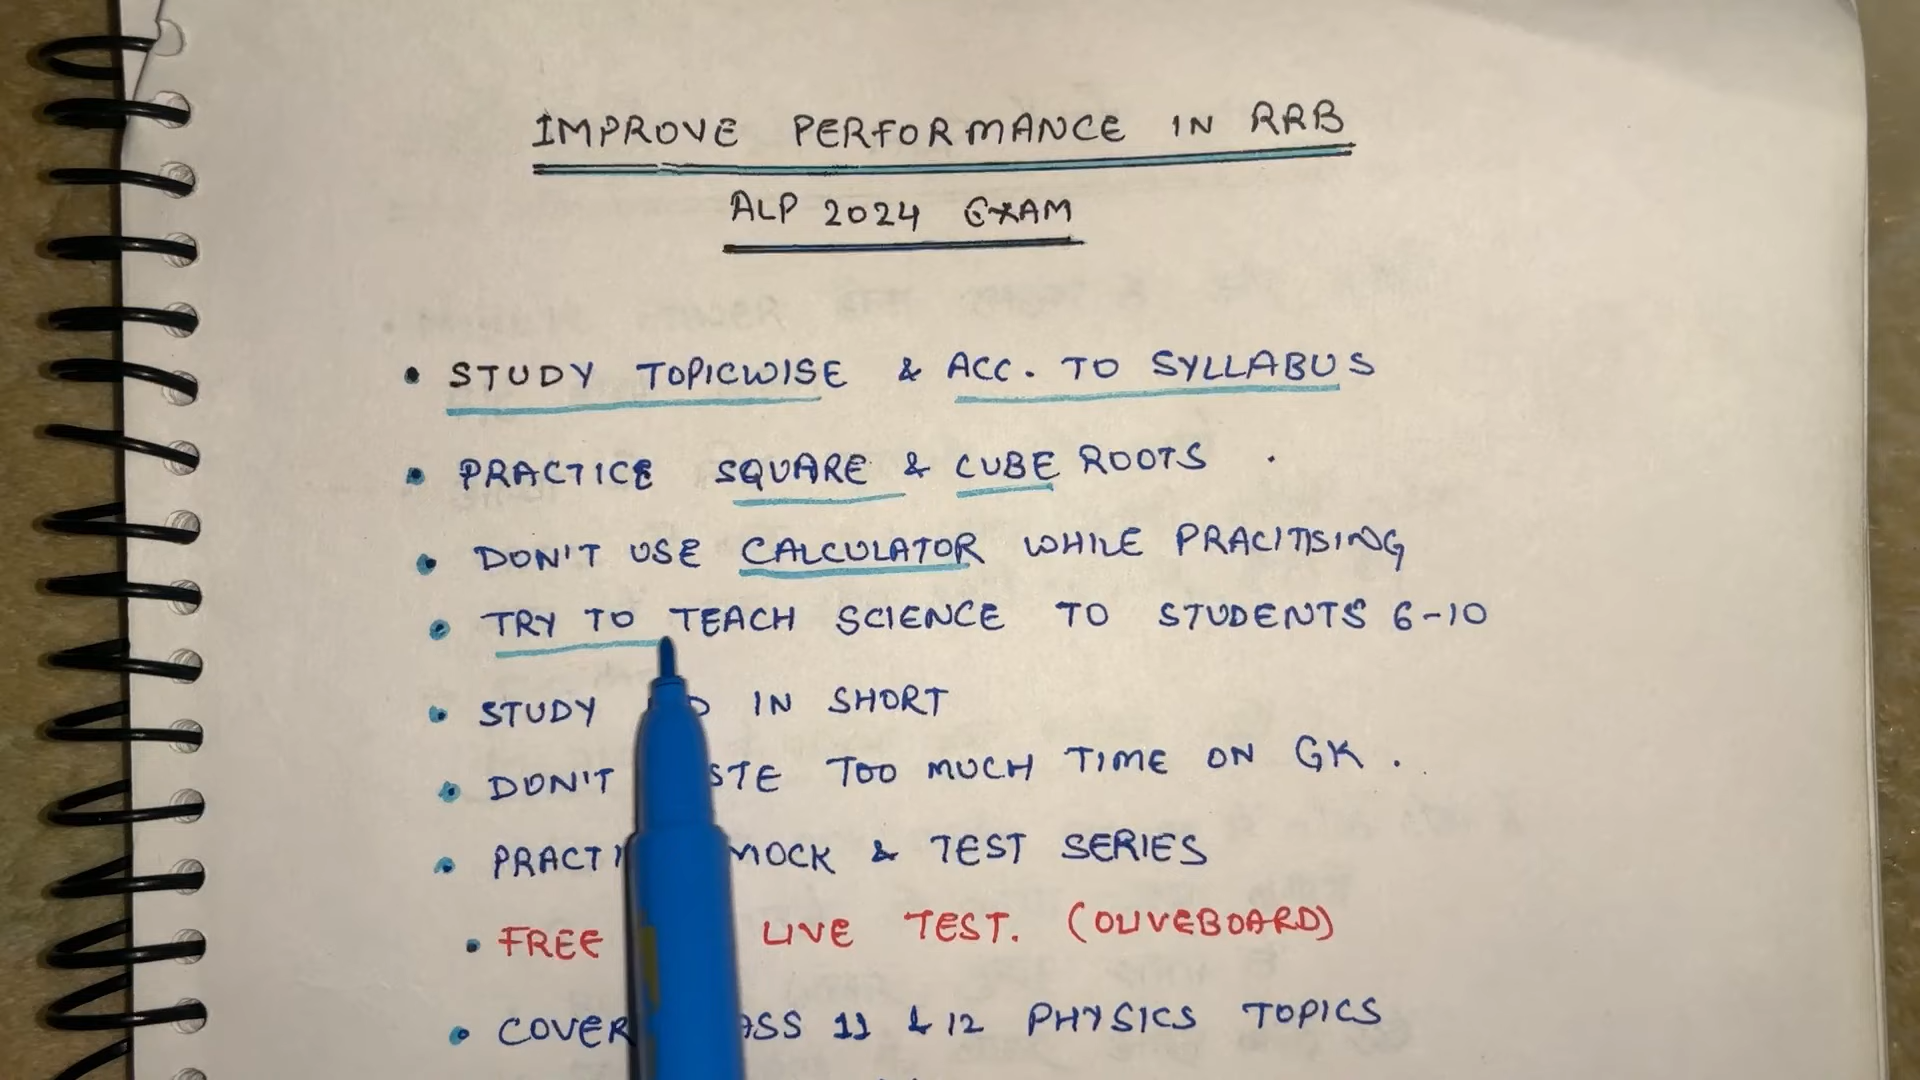 IMPROVE PERFORMANCE IN RRB
ALP 2024 EXAM
• STUDY TOPICWISE & ACC. TO SYLLABUS
• PRACTICE SQUARE & CUBE ROOTS .
• DON'T USE CALCULATOR WHILE PRACITISING
• TRY TO TEACH SCIENCE TO STUDENTS 6-10
• STUDY IN SHORT
• DON'T TOO MUCH TIME ON GK .
• MOCK & TEST SERIES
• FREE LIVE TEST. (OLIVEBOARD)
• COVER 11 & 12 PHYSICS TOPICS